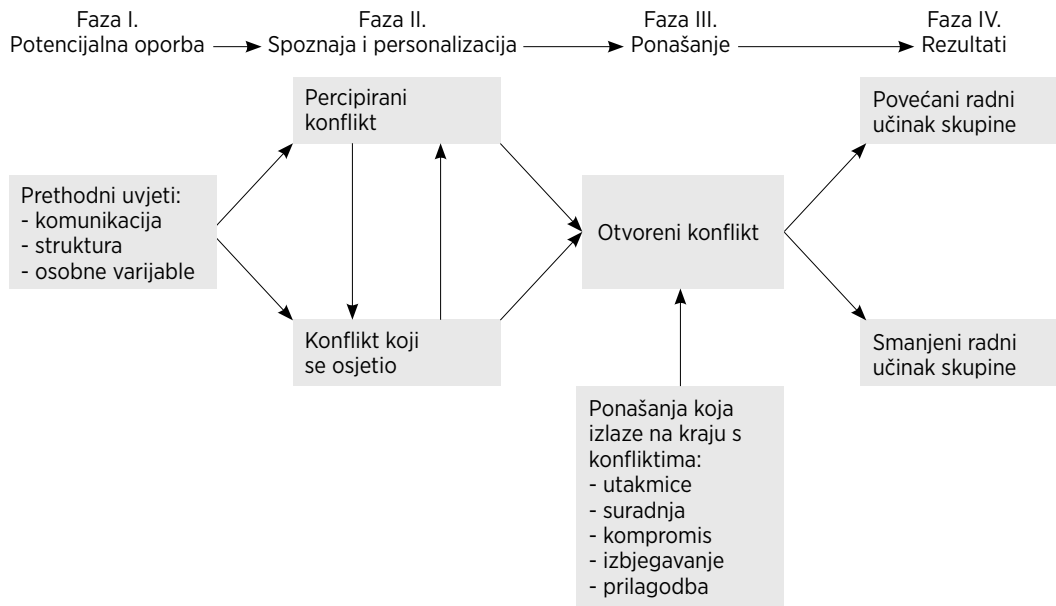 Faza I.
Potencijalna oporba
Faza II.
Spoznaja i personalizacija
Faza III.
Ponašanje
Faza IV.
Rezultati
Prethodni uvjeti:
- komunikacija
- struktura
- osobne varijable
Percipirani
konflikt
Konflikt koji
se osjetio
Otvoreni konflikt
Ponašanja koja
izlaze na kraju s
konfliktima:
- utakmice
- suradnja
- kompromis
- izbjegavanje
- prilagodba
Povećani radni
učinak skupine
Smanjeni radni
učinak skupine